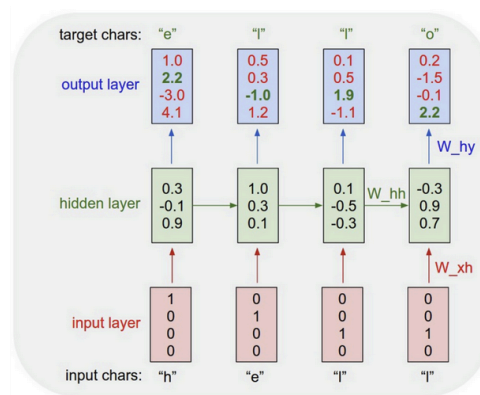 target chars: "e" "l" "l" "o"
output layer
1.0 0.5 0.1 0.2
2.2 0.3 0.5 -1.5
-3.0 -1.0 1.9 -0.1
4.1 1.2 -1.1 2.2
W_hy
hidden layer
0.3 1.0 0.1 -0.3
-0.1 0.3 -0.5 0.9
0.9 0.1 -0.3 0.7
W_hh
W_xh
input layer
1 0 0 0
0 1 0 0
0 0 1 1
0 0 0 0
input chars: "h" "e" "l" "l"